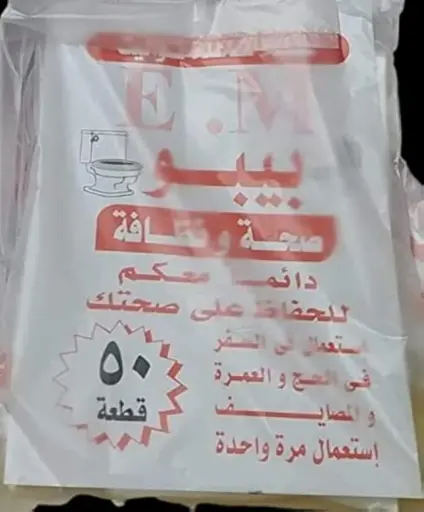 E.M
بيبو
صحة ونظافة
دائماً معكم
للحفاظ على صحتك
إستعمال فى السفر
فى الحج و العمرة
و المصايف
إستعمال مرة واحدة
٥٠
قطعة